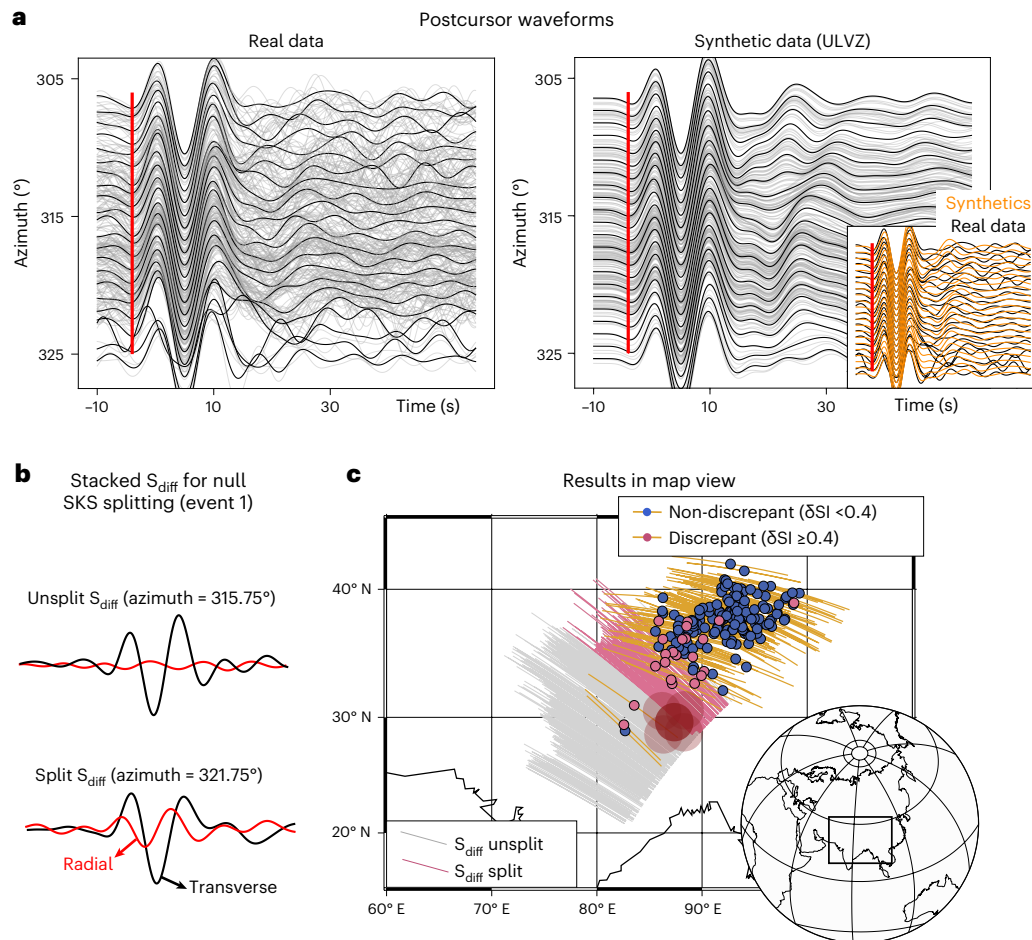 a
Postcursor waveforms
Real data
Synthetic data (ULVZ)
305
315
325
Azimuth (°)
–10
10
30
Time (s)
305
315
325
Azimuth (°)
–10
10
30
Time (s)
Synthetics
Real data
b
Stacked Sdiff for null
SKS splitting (event 1)
Unsplit Sdiff (azimuth = 315.75°)
Split Sdiff (azimuth = 321.75°)
Radial
Transverse
c
Results in map view
Non-discrepant (δSI <0.4)
Discrepant (δSI ≥0.4)
40° N
30° N
20° N
Sdiff unsplit
Sdiff split
60° E
70° E
80° E
90° E